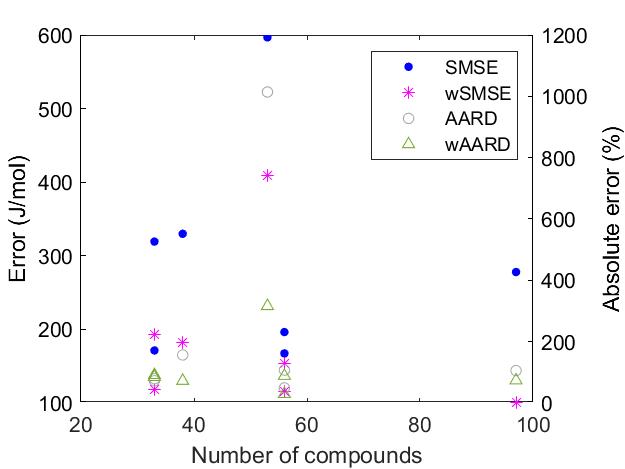 600
500
400
300
200
100
1200
1000
800
600
400
200
0
20
40
60
80
100
Error (J/mol)
Absolute error (%)
Number of compounds
SMSE
wSMSE
AARD
wAARD